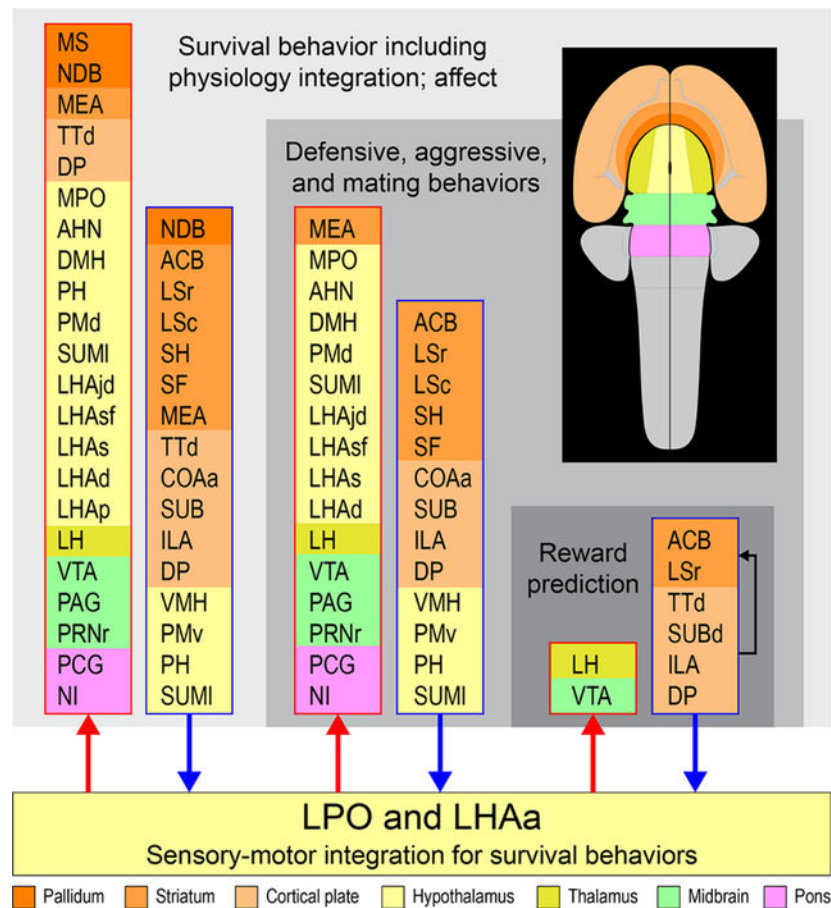 Survival behavior including
physiology integration; affect
MS
NDB
MEA
TTd
DP
MPO
AHN
DMH
PH
PMd
SUMl
LHAjd
LHAsf
LHAs
LHAd
LHAp
LH
VTA
PAG
PRNr
PCG
NI
NDB
ACB
LSr
LSc
SH
SF
MEA
TTd
COAa
SUB
ILA
DP
VMH
PMv
PH
SUMl
Defensive, aggressive,
and mating behaviors
MEA
MPO
AHN
DMH
PMd
SUMl
LHAjd
LHAsf
LHAs
LHAd
LH
VTA
PAG
PRNr
PCG
NI
ACB
LSr
LSc
SH
SF
COAa
SUB
ILA
DP
VMH
PMv
PH
SUMl
Reward
prediction
LH
VTA
ACB
LSr
TTd
SUBd
ILA
DP
LPO and LHAa
Sensory-motor integration for survival behaviors
Pallidum Striatum Cortical plate Hypothalamus Thalamus Midbrain Pons